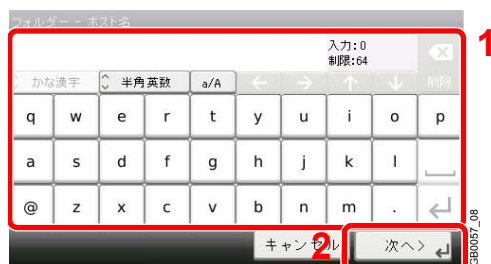 フォルダー - ホスト名
1
入力:0
制限:64
かな漢字 半角英数 a/A ← → ↑ ↓ 削除
q w e r t y u i o p
a s d f g h j k l
@ z x c v b n m .
キャンセル 2 次へ>
GB0057_08